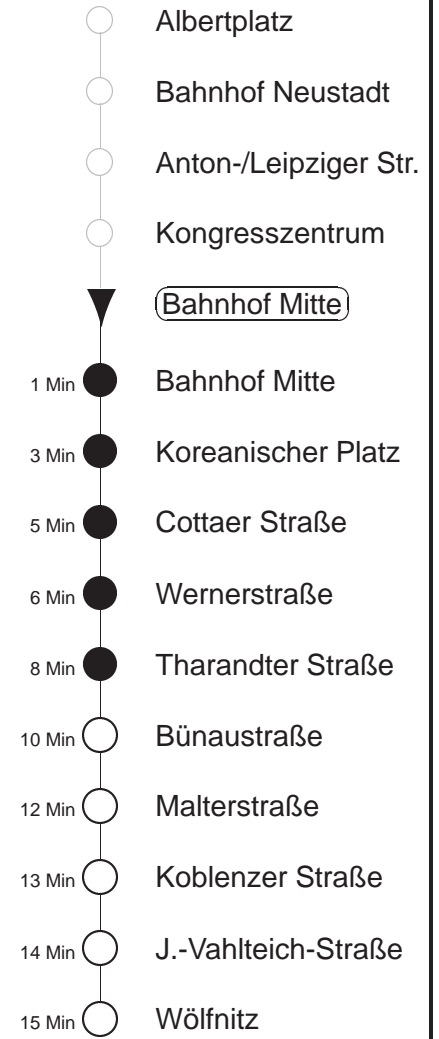 Albertplatz
Bahnhof Neustadt
Anton-/Leipziger Str.
Kongresszentrum
Bahnhof Mitte
1 Min Bahnhof Mitte
3 Min Koreanischer Platz
5 Min Cottaer Straße
6 Min Wernerstraße
8 Min Tharandter Straße
10 Min Bünaustraße
12 Min Malterstraße
13 Min Koblenzer Straße
14 Min J.-Vahlteich-Straße
15 Min Wölfnitz